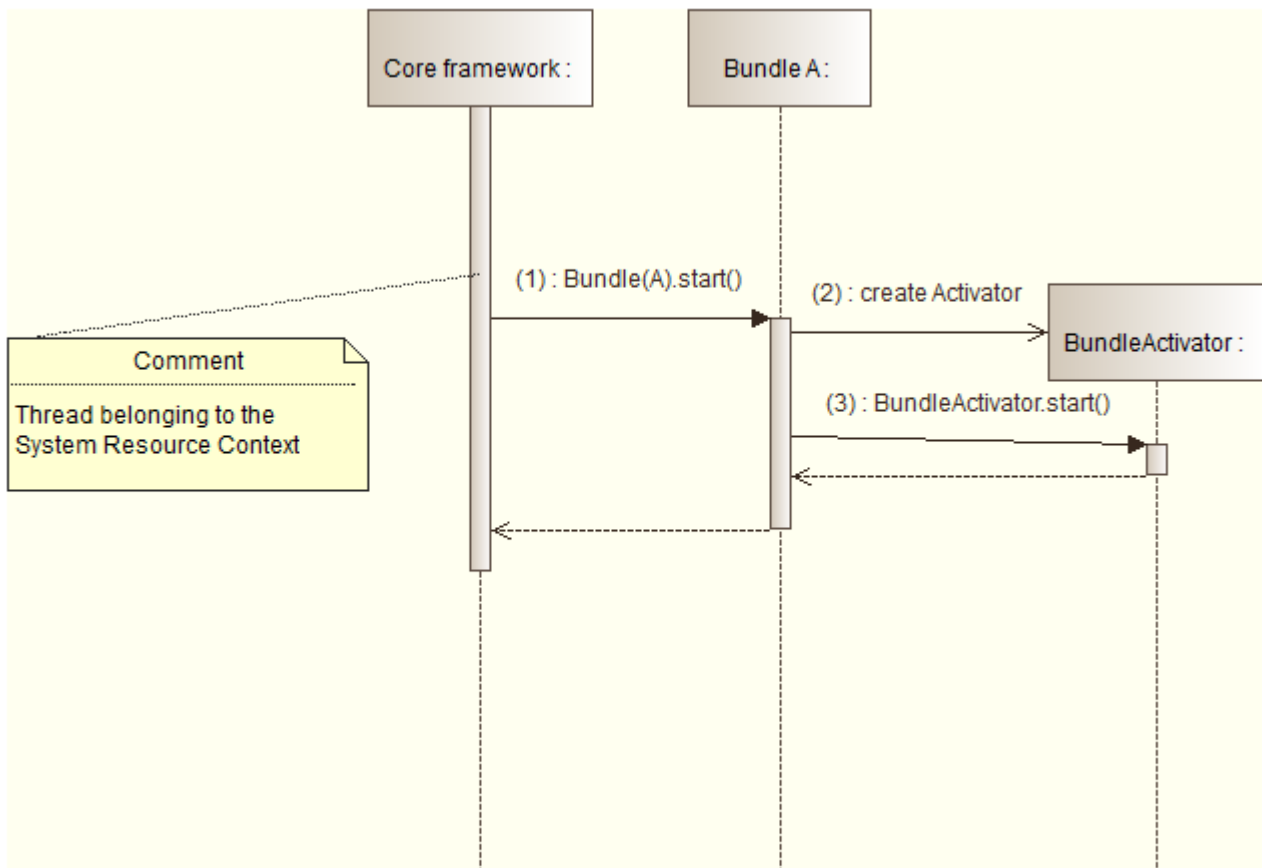 Core framework :
Bundle A :
(1) : Bundle(A).start()
(2) : create Activator
BundleActivator :
Comment
Thread belonging to the
System Resource Context
(3) : BundleActivator.start()